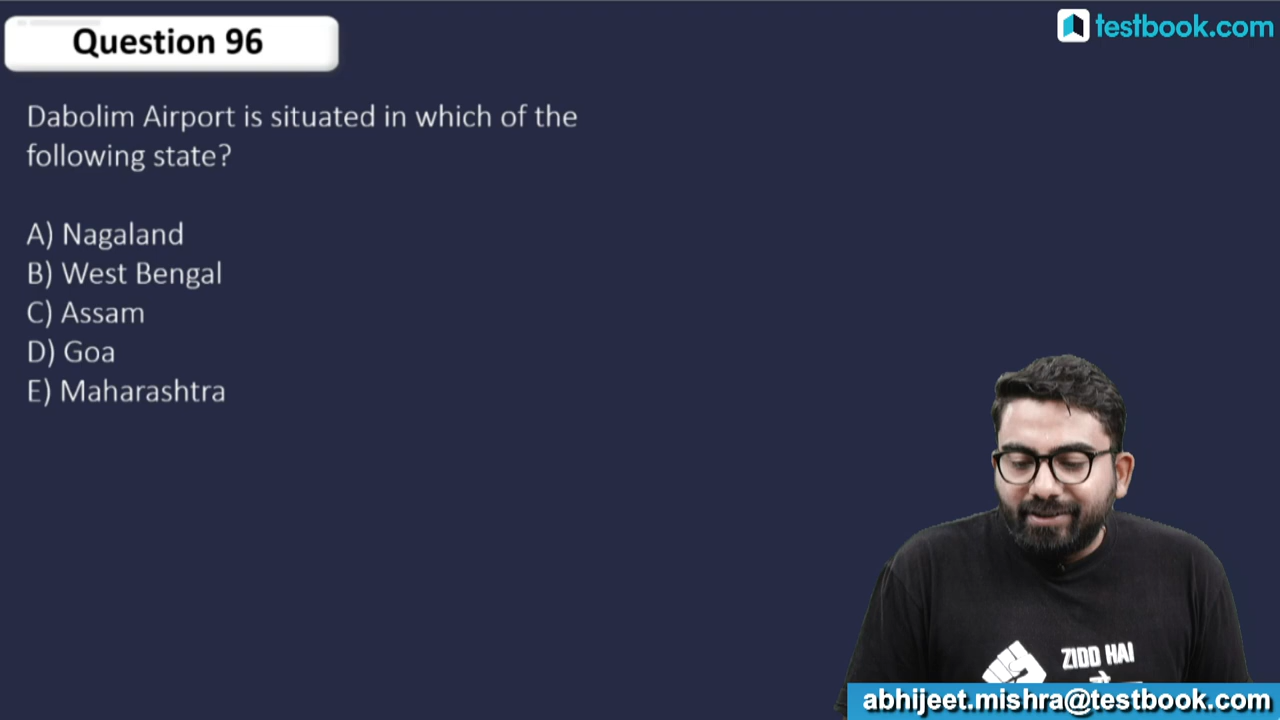 Question 96
testbook.com
Dabolim Airport is situated in which of the
following state?
A) Nagaland
B) West Bengal
C) Assam
D) Goa
E) Maharashtra
ZIDD HAI
abhijeet.mishra@testbook.com